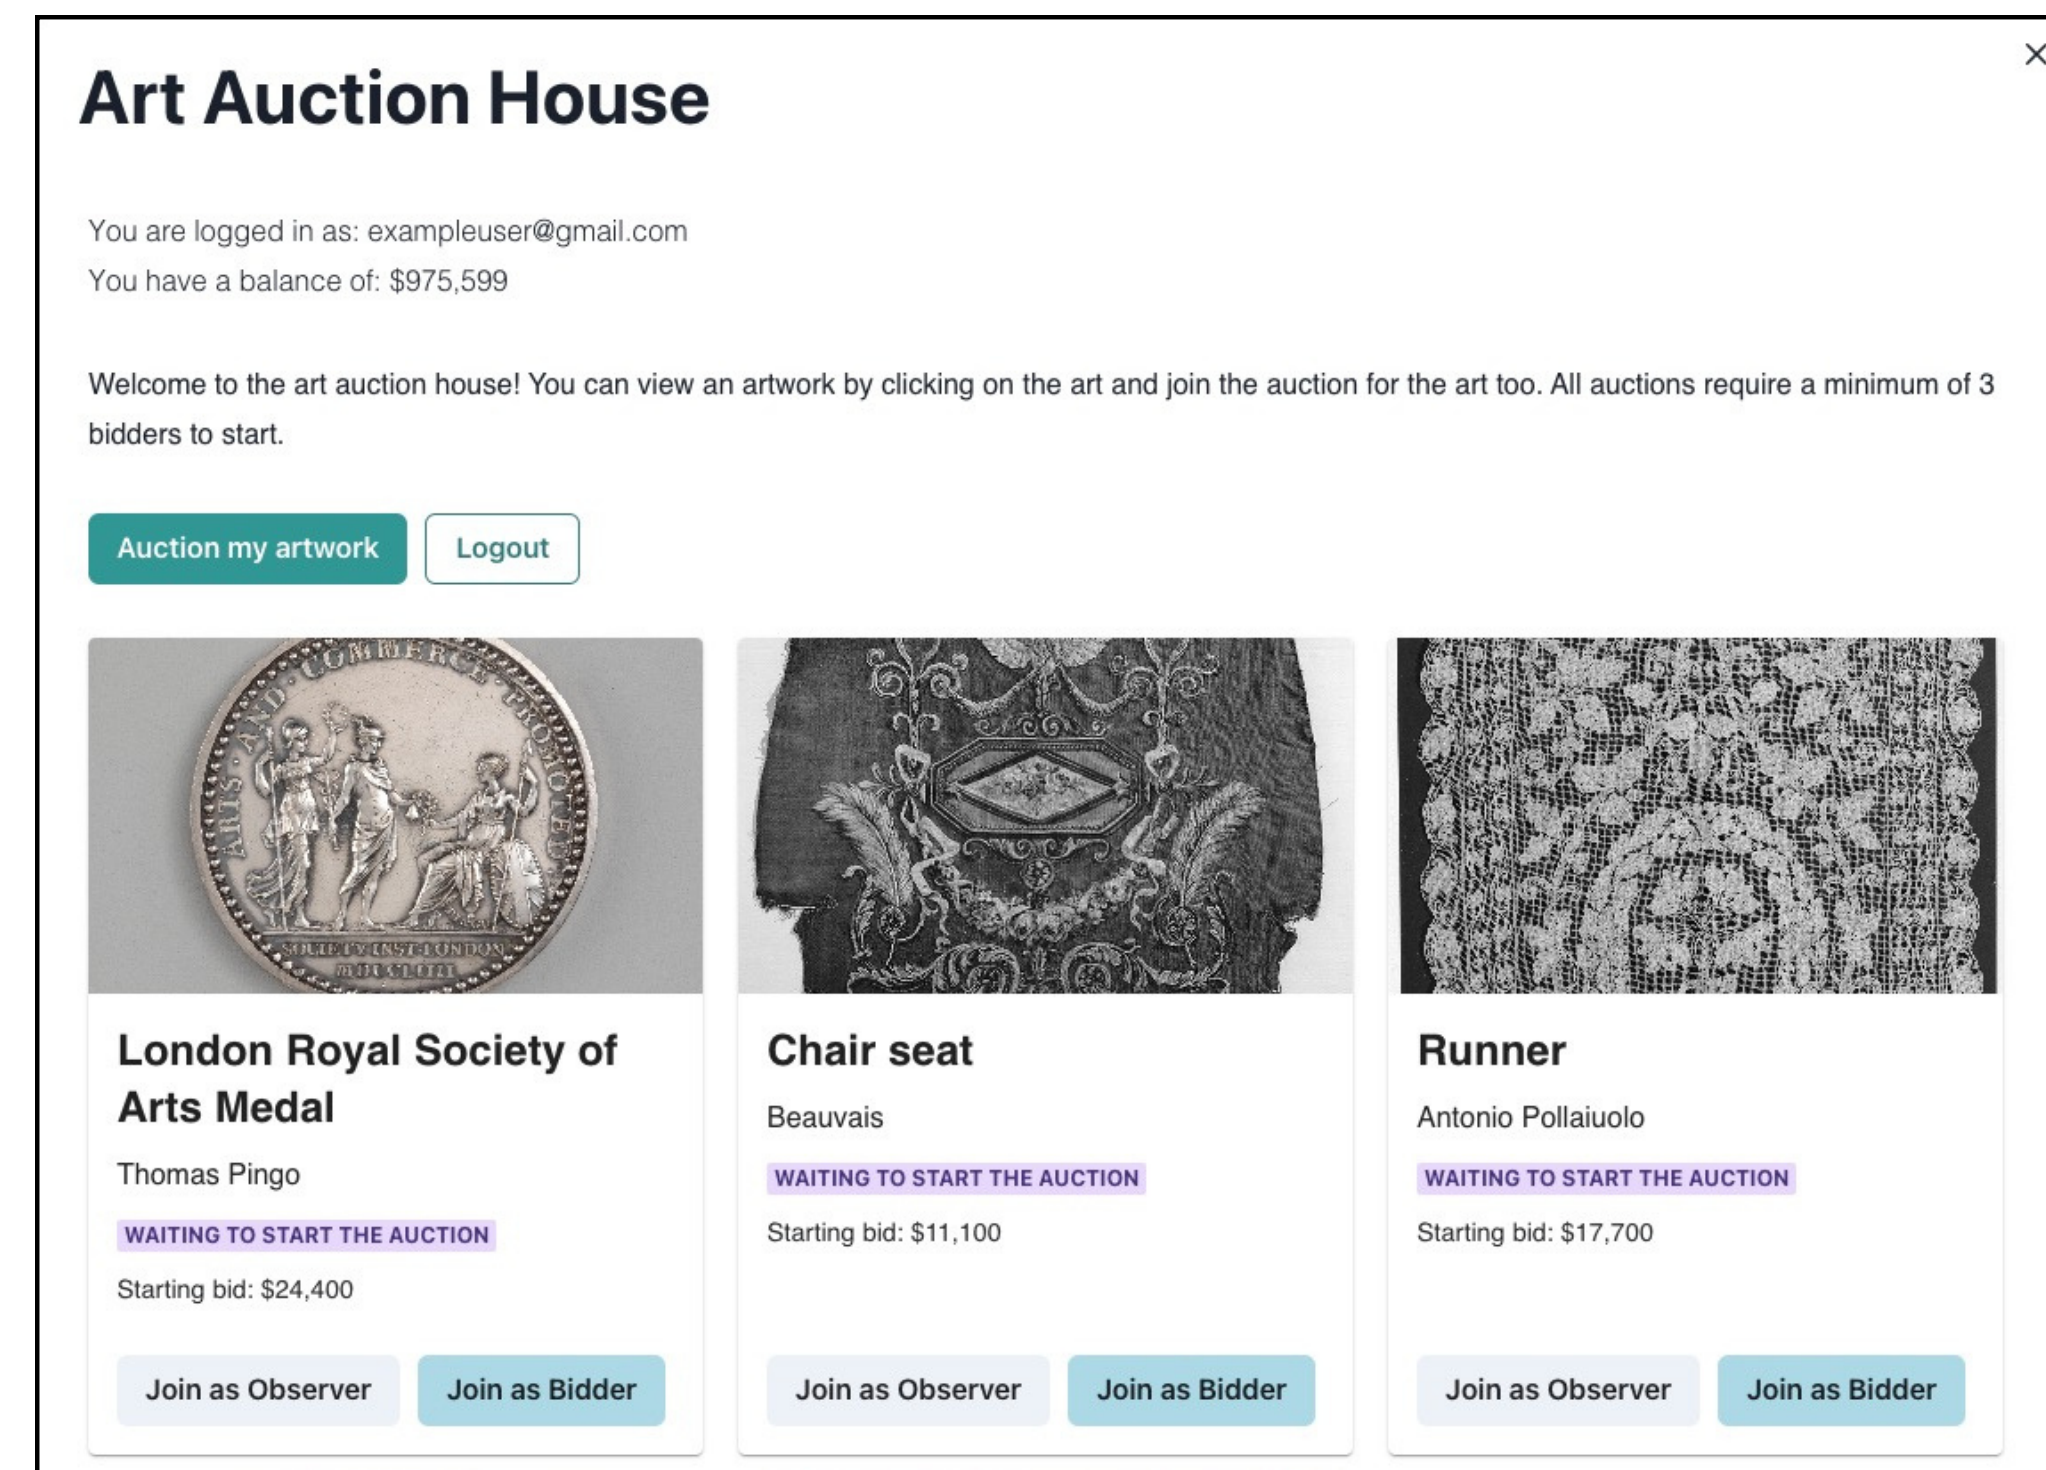 Art Auction House
You are logged in as: exampleuser@gmail.com
You have a balance of: $975,599
Welcome to the art auction house! You can view an artwork by clicking on the art and join the auction for the art too. All auctions require a minimum of 3
bidders to start.
Auction my artwork
Logout
ARTS · AND · COMMERCE · PROMOTED
SOCIETY INST · LONDON
MDCCLIIII
London Royal Society of
Arts Medal
Thomas Pingo
WAITING TO START THE AUCTION
Starting bid: $24,400
Join as Observer
Join as Bidder
Chair seat
Beauvais
WAITING TO START THE AUCTION
Starting bid: $11,100
Join as Observer
Join as Bidder
Runner
Antonio Pollaiuolo
WAITING TO START THE AUCTION
Starting bid: $17,700
Join as Observer
Join as Bidder